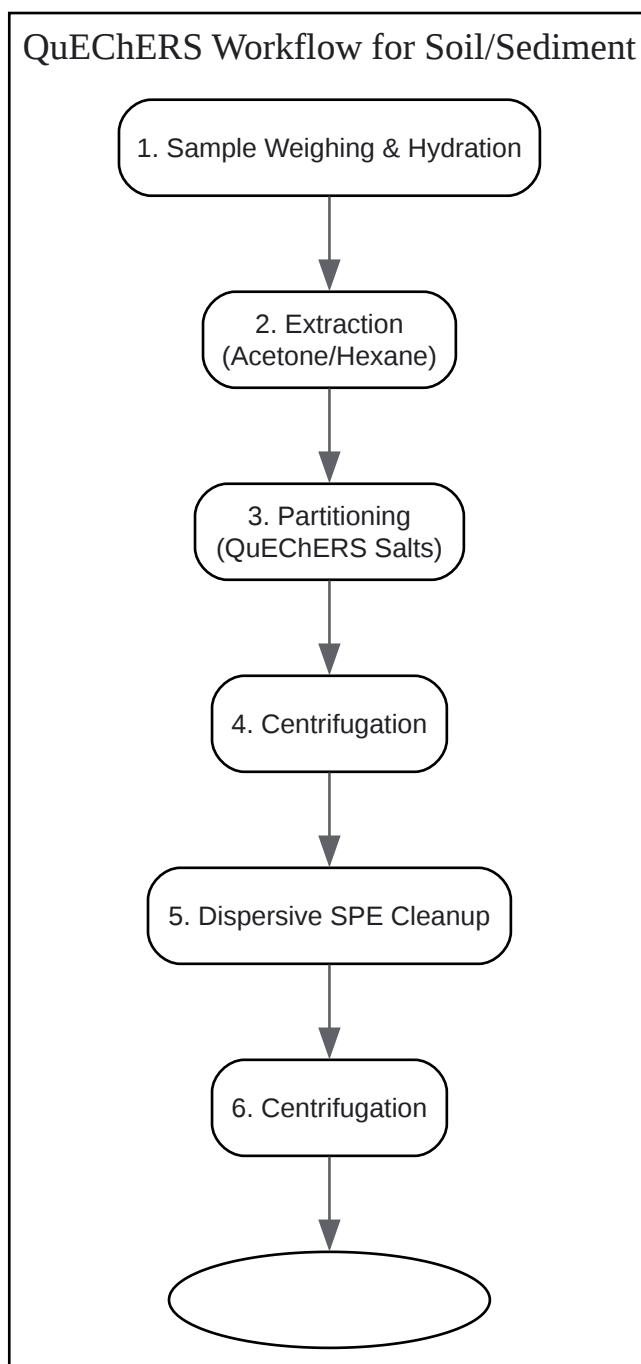 QuEChERS Workflow for Soil/Sediment
1. Sample Weighing & Hydration
2. Extraction
(Acetone/Hexane)
3. Partitioning
(QuEChERS Salts)
4. Centrifugation
5. Dispersive SPE Cleanup
6. Centrifugation